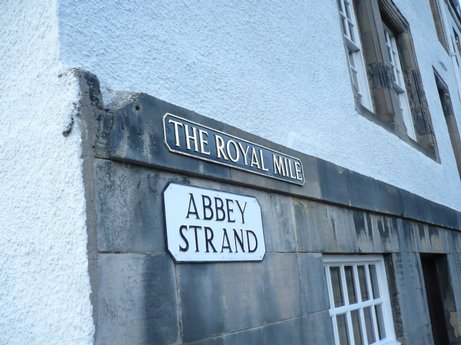 THE ROYAL MILE
ABBEY
STRAND